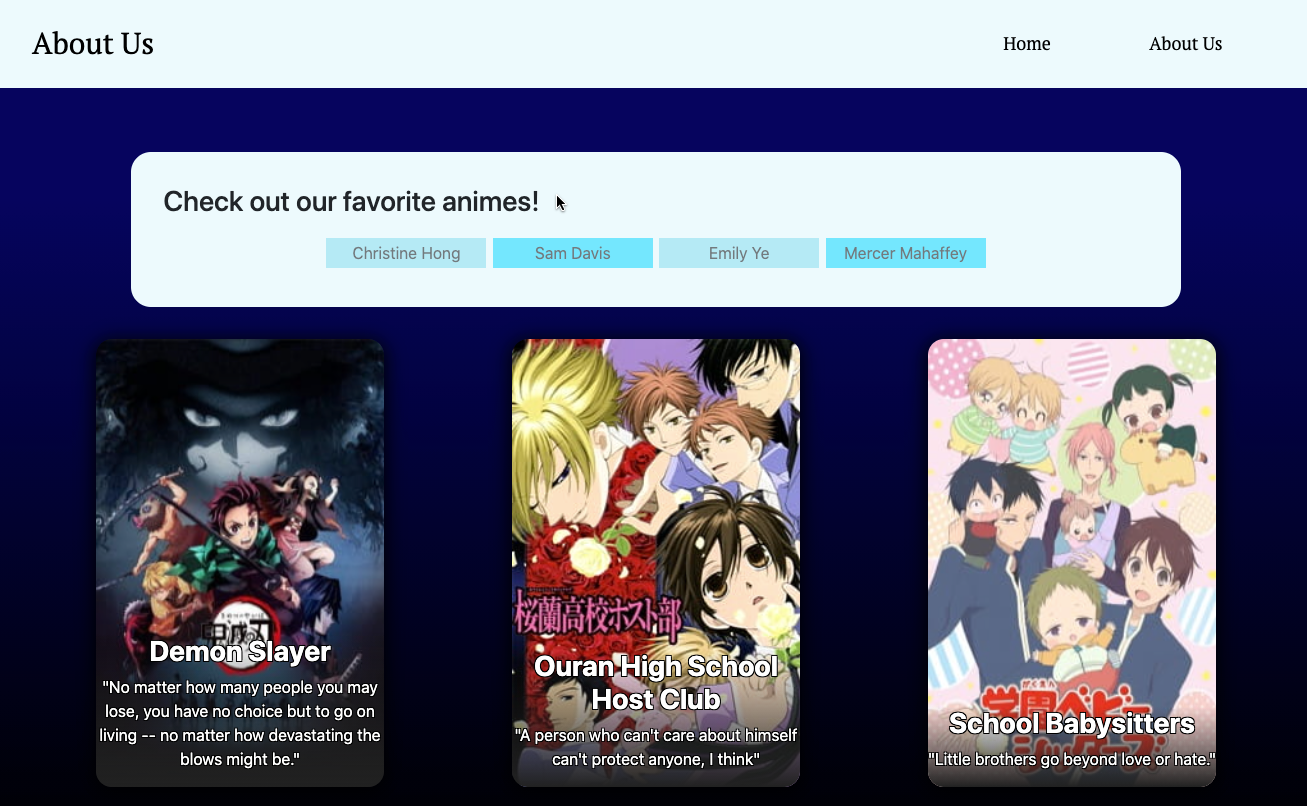 About Us
Home
About Us
Check out our favorite animes!
Christine Hong
Sam Davis
Emily Ye
Mercer Mahaffey
Demon Slayer
"No matter how many people you may
lose, you have no choice but to go on
living -- no matter how devastating the
blows might be."
桜蘭高校ホスト部
Ouran High School
Host Club
"A person who can't care about himself
can't protect anyone, I think"
がくえん
学園ベビー
シッターズ
School Babysitters
"Little brothers go beyond love or hate."